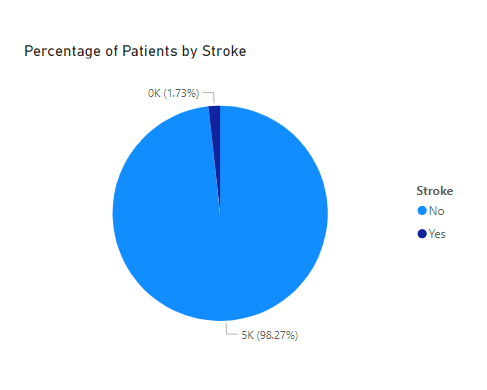 Percentage of Patients by Stroke
0K (1.73%)
Stroke
No
Yes
5K (98.27%)